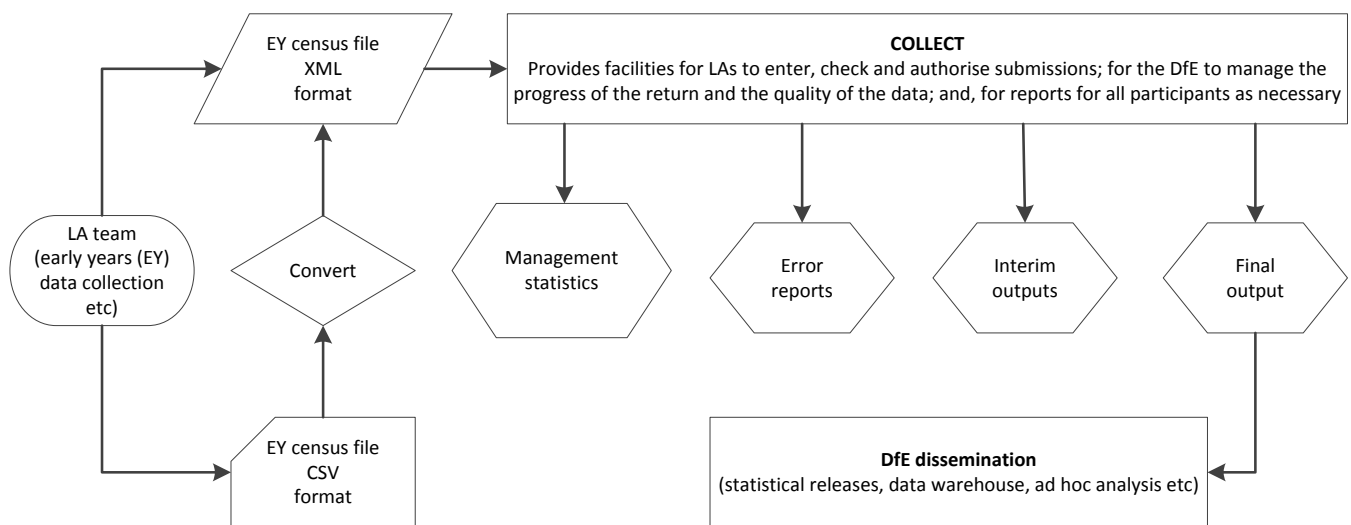 EY census file
XML
format
COLLECT
Provides facilities for LAs to enter, check and authorise submissions; for the DfE to manage the
progress of the return and the quality of the data; and, for reports for all participants as necessary
LA team
(early years (EY)
data collection
etc)
Convert
Management
statistics
Error
reports
Interim
outputs
Final
output
EY census file
CSV
format
DfE dissemination
(statistical releases, data warehouse, ad hoc analysis etc)